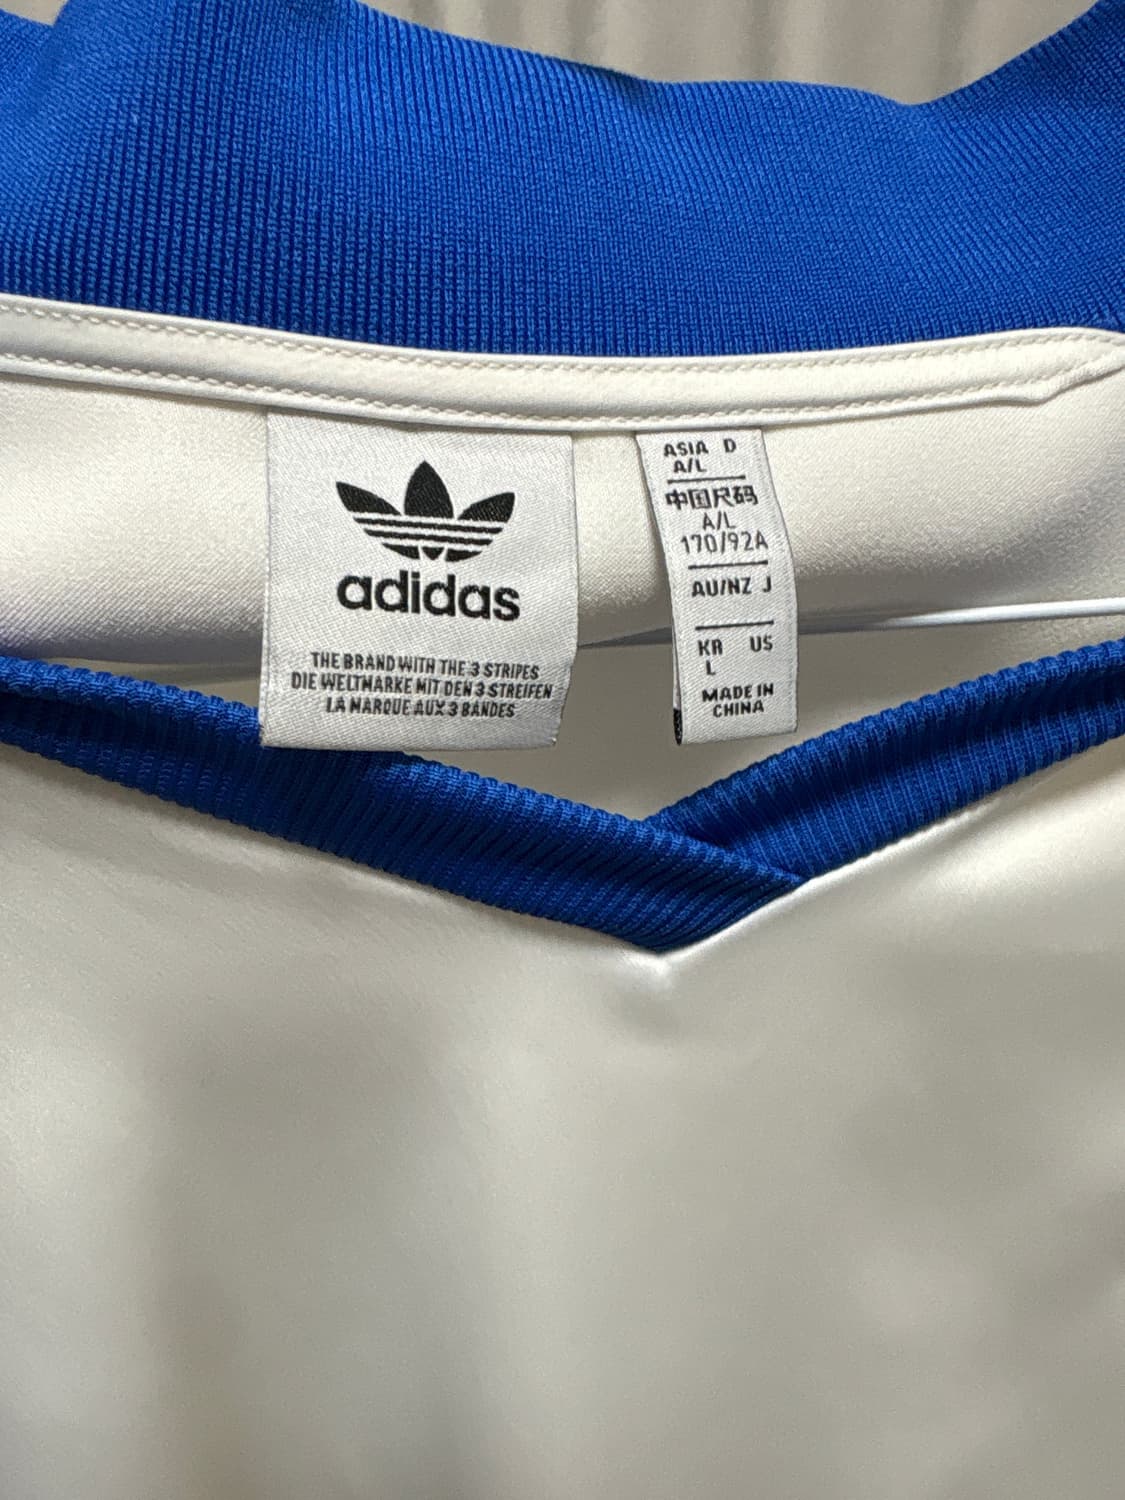 adidas
THE BRAND WITH THE 3 STRIPES
DIE WELTMARKE MIT DEN 3 STREIFEN
LA MARQUE AUX 3 BANDES
ASIA D
A/L
中国尺码
A/L
170/92A
AU/NZ J
KR US
L
MADE IN
CHINA